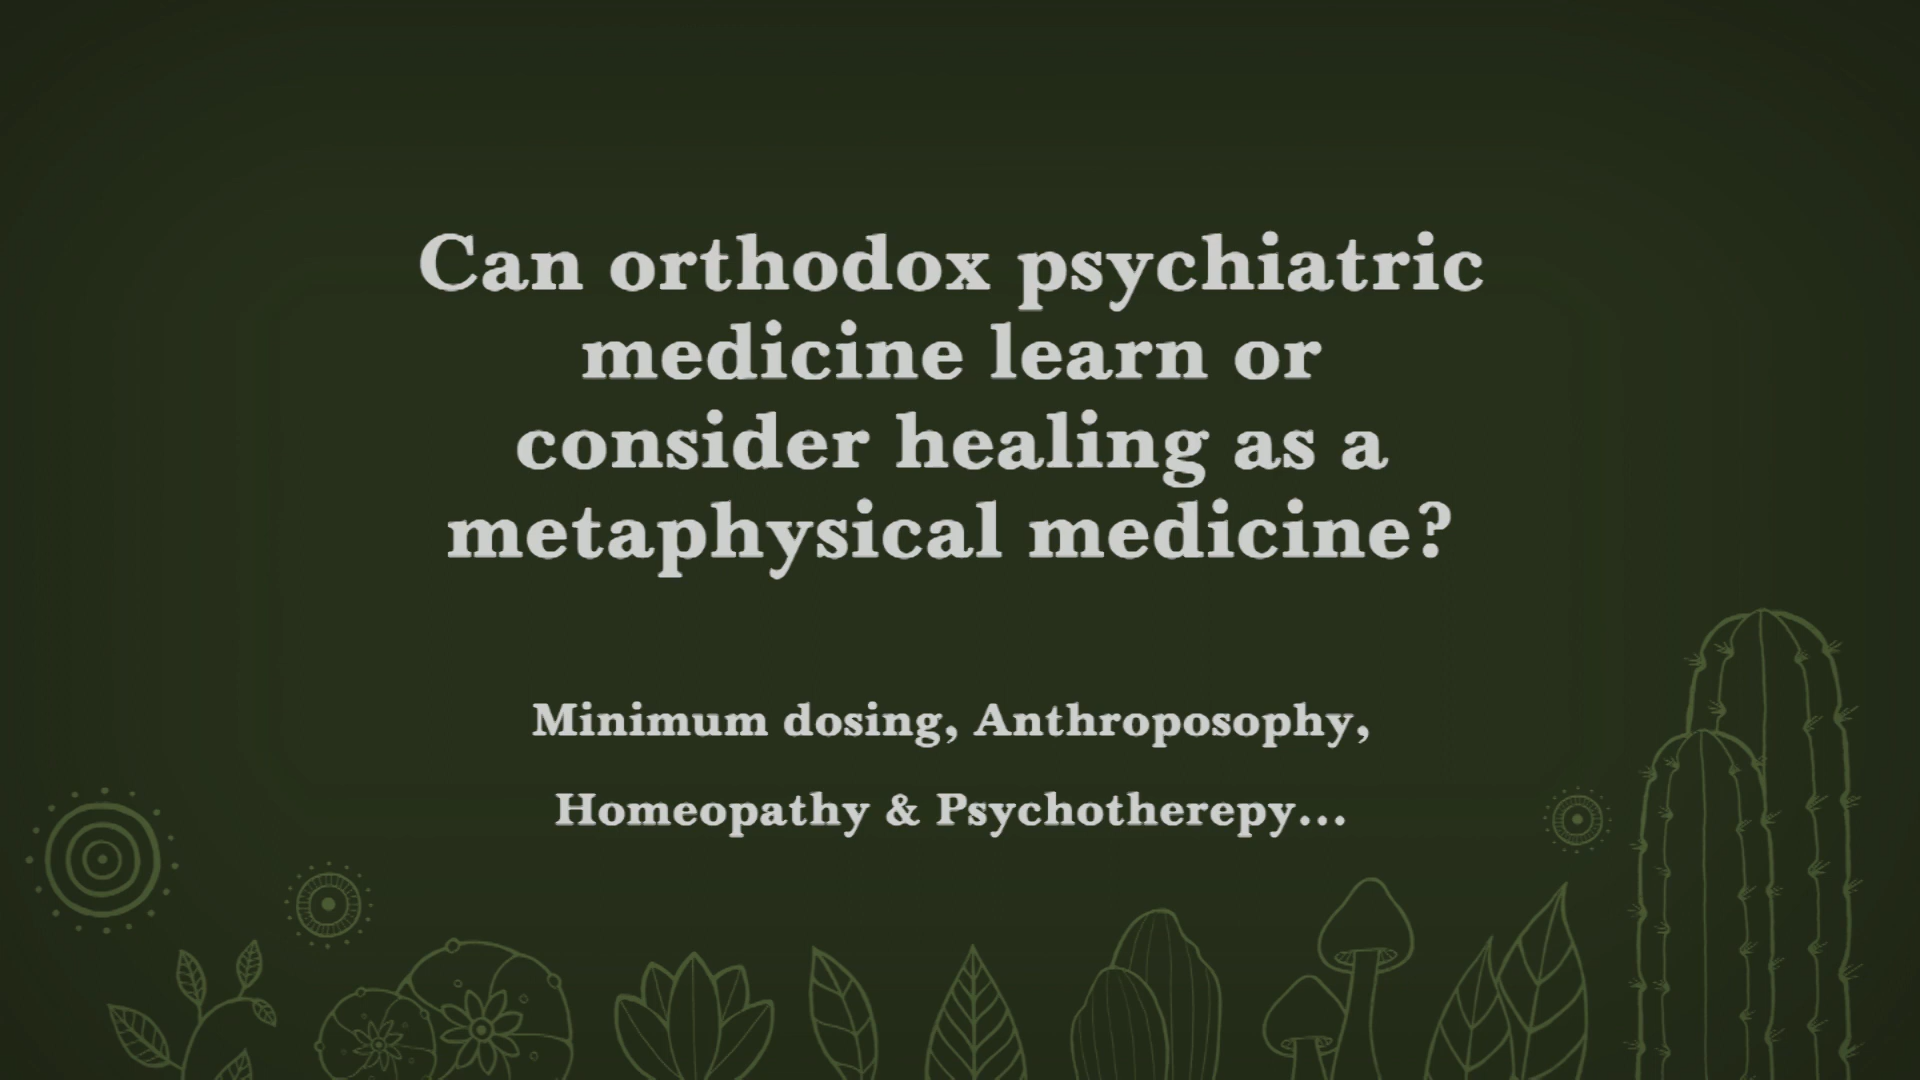 Can orthodox psychiatric
medicine learn or
consider healing as a
metaphysical medicine?
Minimum dosing, Anthroposophy,
Homeopathy & Psychotherepy...